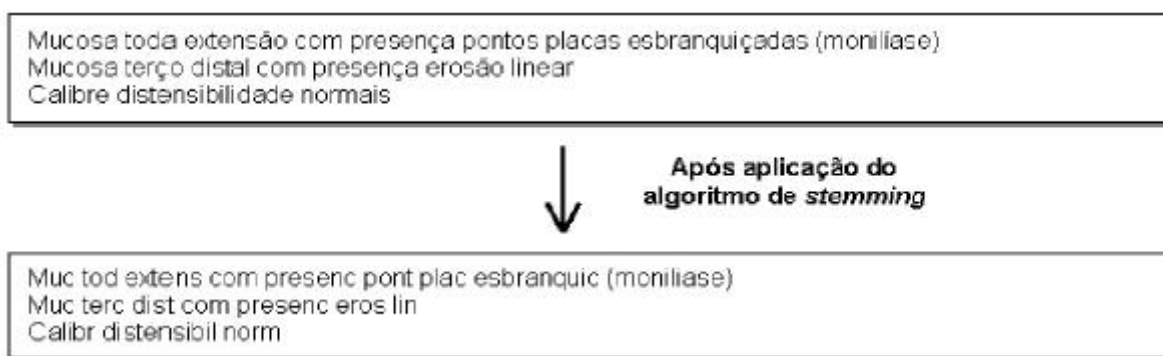 Mucosa toda extensão com presença pontos placas esbranquiçadas (monilíase)
Mucosa terço distal com presença erosão linear
Calibre distensibilidade normais
Após aplicação do
algoritmo de stemming
Muc tod extens com presenc pont plac esbranquic (moniliase)
Muc terc dist com presenc eros lin
Calibr distensibil norm